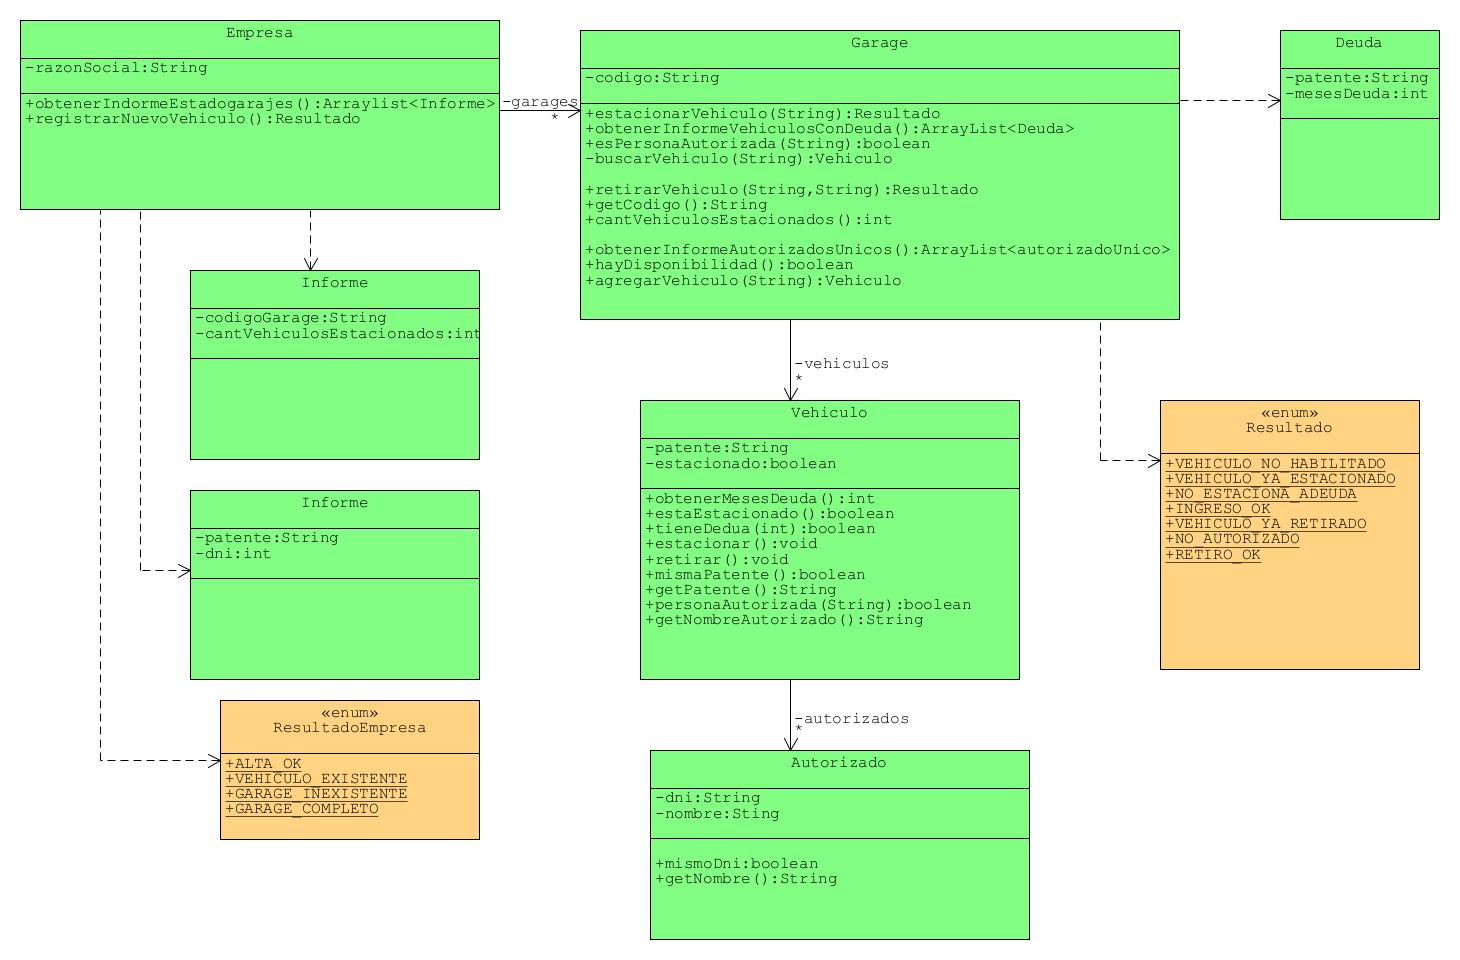 Empresa
-razonSocial:String
+obtenerIndormeEstadogarajes():Arraylist<Informe>
+registrarNuevoVehiculo():Resultado
-garages
*
Garage
-codigo:String
+estacionarVehiculo(String):Resultado
+obtenerInformeVehiculosConDeuda():ArrayList<Deuda>
+esPersonaAutorizada(String):boolean
-buscarVehiculo(String):Vehiculo
+retirarVehiculo(String,String):Resultado
+getCodigo():String
+cantVehiculosEstacionados():int
+obtenerInformeAutorizadosUnicos():ArrayList<autorizadoUnico>
+hayDisponibilidad():boolean
+agregarVehiculo(String):Vehiculo
Deuda
-patente:String
-mesesDeuda:int
Informe
-codigoGarage:String
-cantVehiculosEstacionados:int
-vehiculos
*
Vehiculo
-patente:String
-estacionado:boolean
+obtenerMesesDeuda():int
+estaEstacionado():boolean
+tieneDedua(int):boolean
+estacionar():void
+retirar():void
+mismaPatente():boolean
+getPatente():String
+personaAutorizada(String):boolean
+getNombreAutorizado():String
«enum»
Resultado
+VEHICULO_NO_HABILITADO
+VEHICULO_YA_ESTACIONADO
+NO_ESTACIONA_ADEUDA
+INGRESO_OK
+VEHICULO_YA_RETIRADO
+NO_AUTORIZADO
+RETIRO_OK
Informe
-patente:String
-dni:int
«enum»
ResultadoEmpresa
+ALTA_OK
+VEHICULO_EXISTENTE
+GARAGE_INEXISTENTE
+GARAGE_COMPLETO
-autorizados
*
Autorizado
-dni:String
-nombre:Sting
+mismoDni:boolean
+getNombre():String